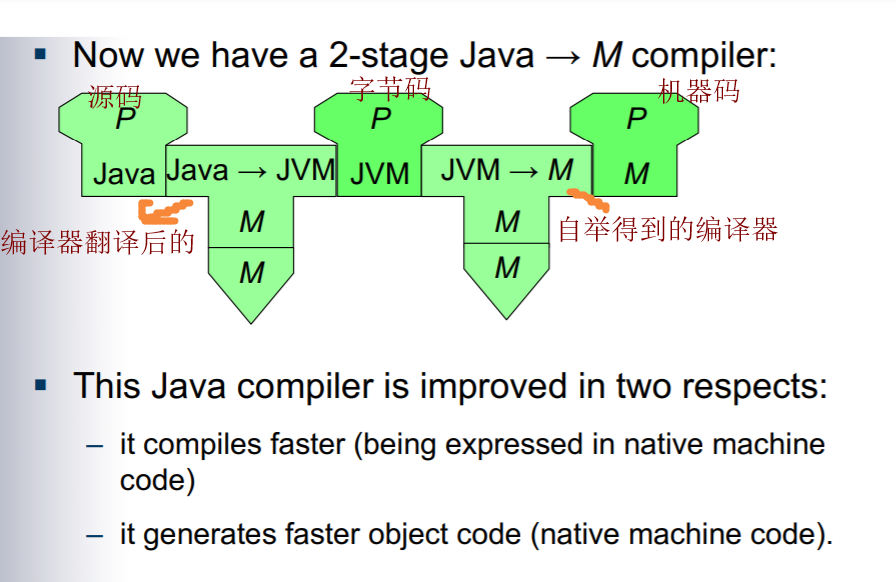 ▪ Now we have a 2-stage Java → M compiler:
源码 字节码 机器码
P P P
Java Java → JVM JVM JVM → M M
M M
编译器翻译后的 自举得到的编译器
M M
▪ This Java compiler is improved in two respects:
– it compiles faster (being expressed in native machine
code)
– it generates faster object code (native machine code).